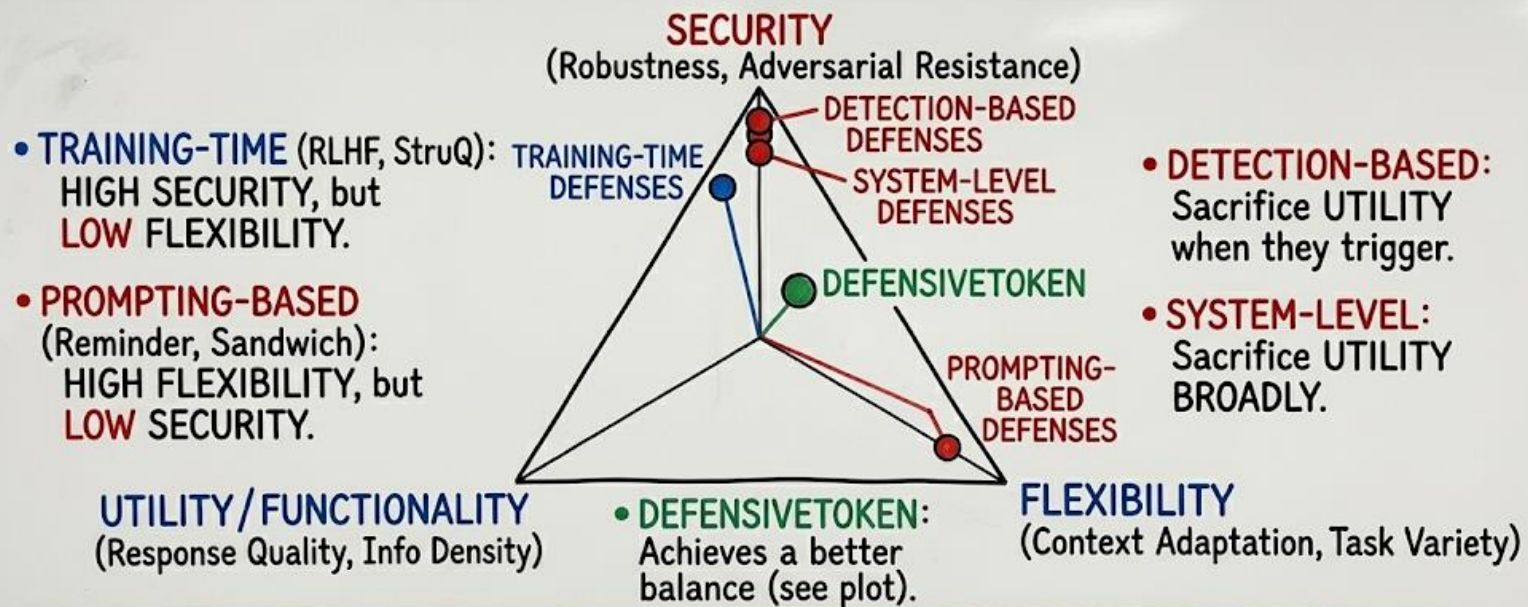 SECURITY
(Robustness, Adversarial Resistance)
• TRAINING-TIME (RLHF, StruQ):
HIGH SECURITY, but
LOW FLEXIBILITY.
• PROMPTING-BASED
(Reminder, Sandwich):
HIGH FLEXIBILITY, but
LOW SECURITY.
TRAINING-TIME
DEFENSES
DETECTION-BASED
DEFENSES
SYSTEM-LEVEL
DEFENSES
DEFENSIVETOKEN
PROMPTING-
BASED
DEFENSES
• DETECTION-BASED:
Sacrifice UTILITY
when they trigger.
• SYSTEM-LEVEL:
Sacrifice UTILITY
BROADLY.
UTILITY/FUNCTIONALITY
(Response Quality, Info Density)
• DEFENSIVETOKEN:
Achieves a better
balance (see plot).
FLEXIBILITY
(Context Adaptation, Task Variety)